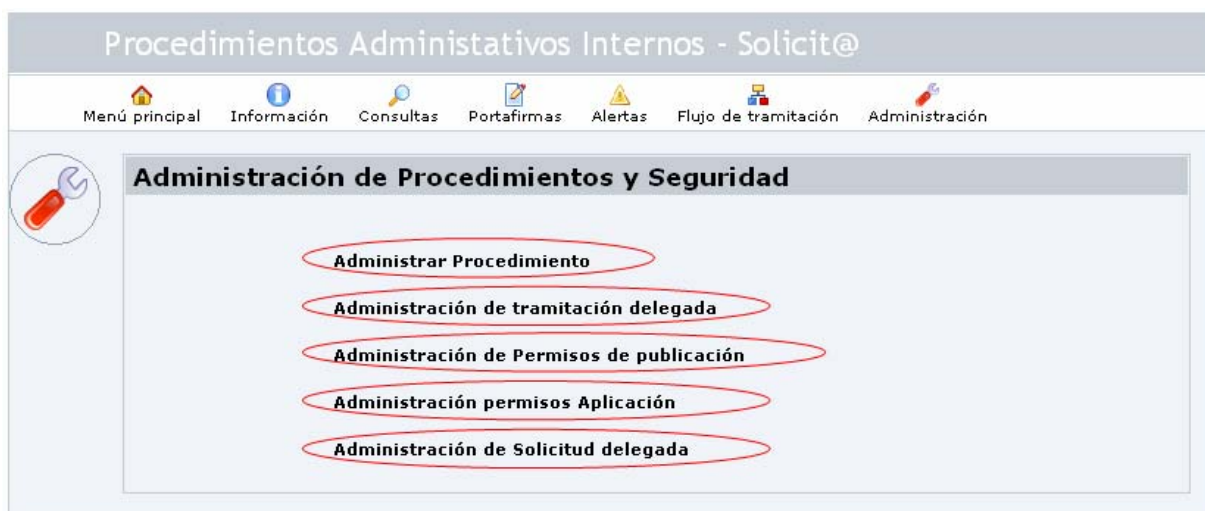 Procedimientos Administativos Internos - Solicit@
Menú principal Información Consultas Portafirmas Alertas Flujo de tramitación Administración
Administración de Procedimientos y Seguridad
Administrar Procedimiento
Administración de tramitación delegada
Administración de Permisos de publicación
Administración permisos Aplicación
Administración de Solicitud delegada